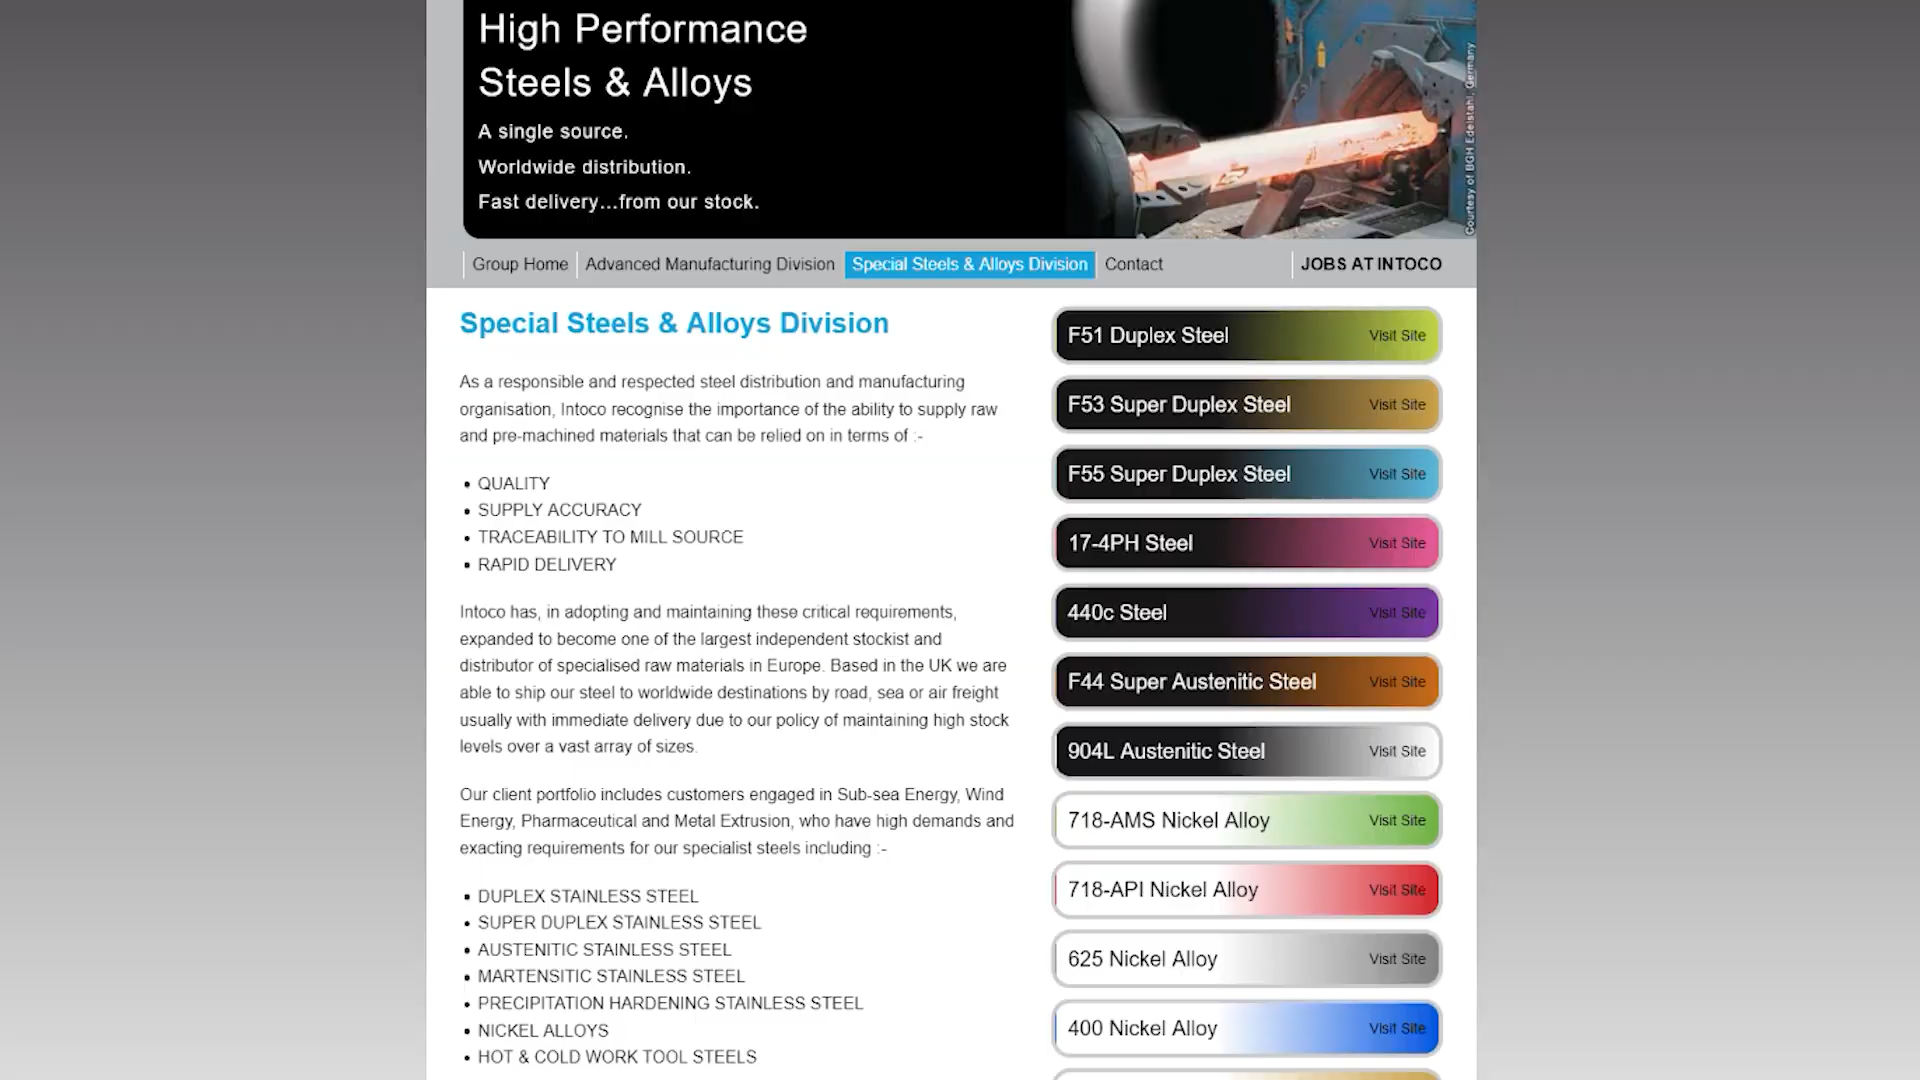 High Performance
Steels & Alloys
A single source.
Worldwide distribution.
Fast delivery...from our stock.
Courtesy of BGH Edelstahl, Germany
Group Home
Advanced Manufacturing Division
Special Steels & Alloys Division
Contact
JOBS AT INTOCO
Special Steels & Alloys Division
As a responsible and respected steel distribution and manufacturing
organisation, Intoco recognise the importance of the ability to supply raw
and pre-machined materials that can be relied on in terms of :-
• QUALITY
• SUPPLY ACCURACY
• TRACEABILITY TO MILL SOURCE
• RAPID DELIVERY
Intoco has, in adopting and maintaining these critical requirements,
expanded to become one of the largest independent stockist and
distributor of specialised raw materials in Europe. Based in the UK we are
able to ship our steel to worldwide destinations by road, sea or air freight
usually with immediate delivery due to our policy of maintaining high stock
levels over a vast array of sizes.
Our client portfolio includes customers engaged in Sub-sea Energy, Wind
Energy, Pharmaceutical and Metal Extrusion, who have high demands and
exacting requirements for our specialist steels including :-
• DUPLEX STAINLESS STEEL
• SUPER DUPLEX STAINLESS STEEL
• AUSTENITIC STAINLESS STEEL
• MARTENSITIC STAINLESS STEEL
• PRECIPITATION HARDENING STAINLESS STEEL
• NICKEL ALLOYS
• HOT & COLD WORK TOOL STEELS
F51 Duplex Steel Visit Site
F53 Super Duplex Steel Visit Site
F55 Super Duplex Steel Visit Site
17-4PH Steel Visit Site
440c Steel Visit Site
F44 Super Austenitic Steel Visit Site
904L Austenitic Steel Visit Site
718-AMS Nickel Alloy Visit Site
718-API Nickel Alloy Visit Site
625 Nickel Alloy Visit Site
400 Nickel Alloy Visit Site